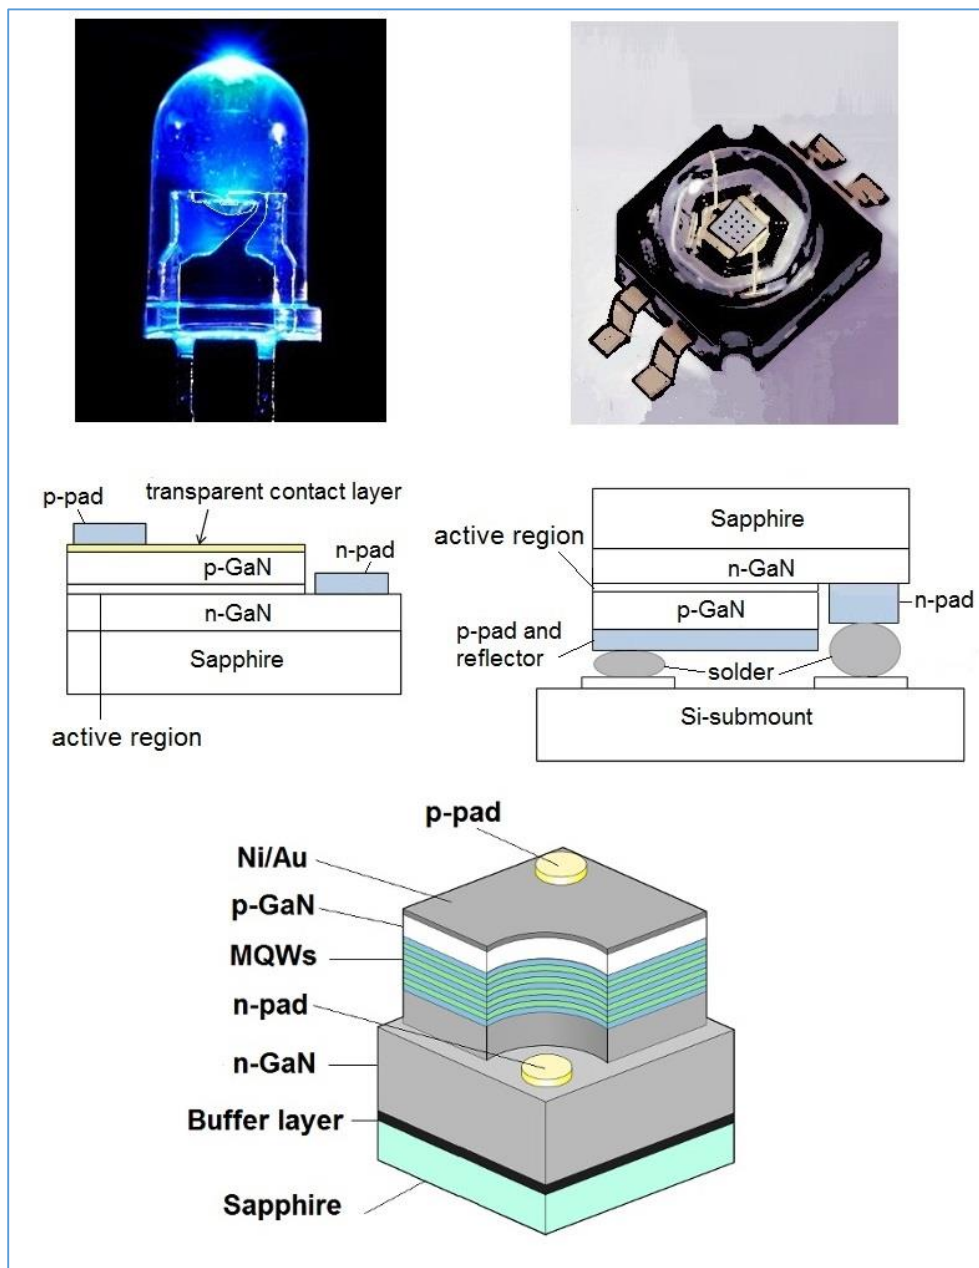 p-pad
transparent contact layer
p-GaN
n-pad
n-GaN
Sapphire
active region
Sapphire
active region
n-GaN
p-GaN
n-pad
p-pad and
reflector
solder
Si-submount
p-pad
Ni/Au
p-GaN
MQWs
n-pad
n-GaN
Buffer layer
Sapphire